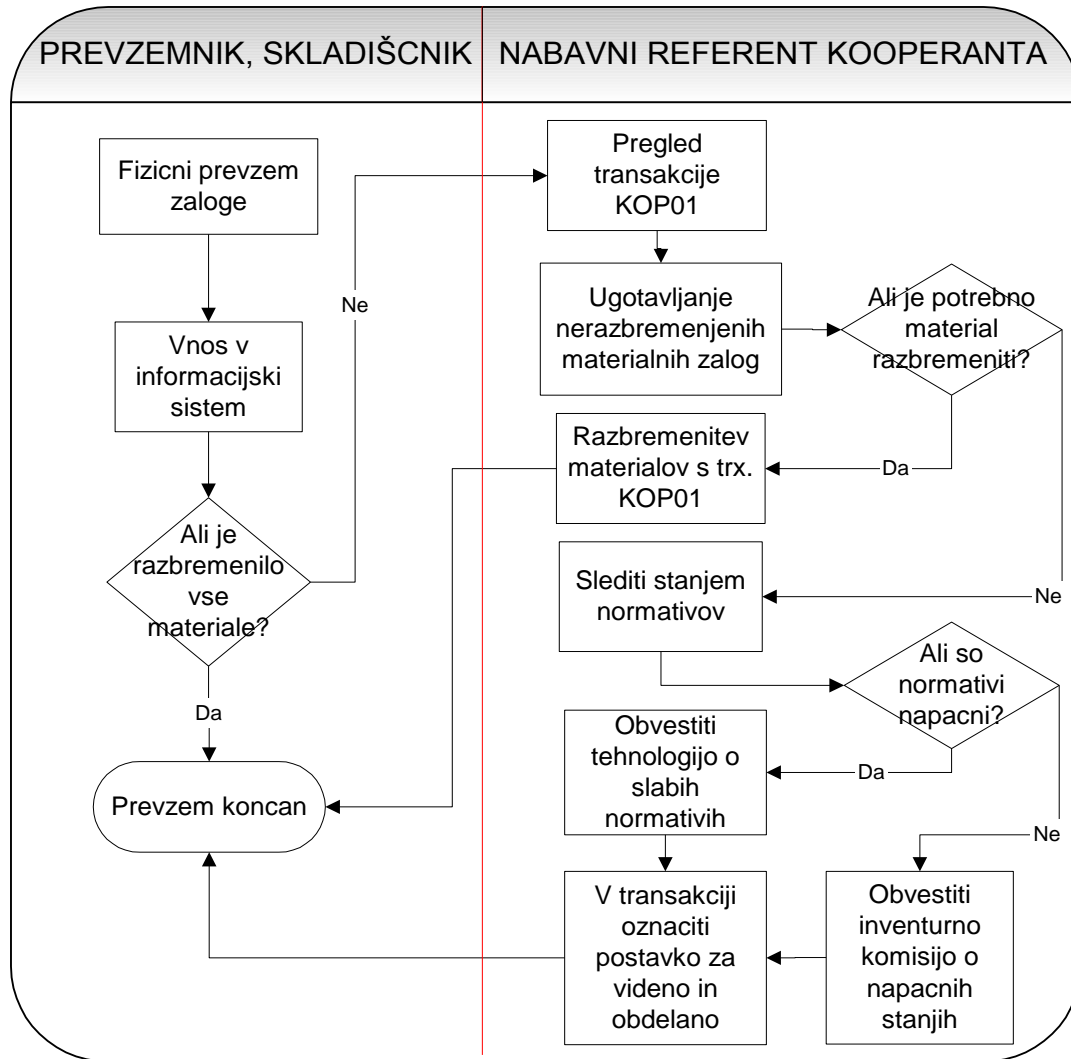 PREVZEMNIK, SKLADIŠCNIK
NABAVNI REFERENT KOOPERANTA
Fizicni prevzem
zaloge
Vnos v
informacijski
sistem
Ali je
razbremenilo
vse
materiale?
Da
Prevzem koncan
Ne
Pregled
transakcije
KOP01
Ugotavljanje
nerazbremenjenih
materialnih zalog
Ali je potrebno
material
razbremeniti?
Da
Razbremenitev
materialov s trx.
KOP01
Ne
Slediti stanjem
normativov
Ali so
normativi
napacni?
Da
Obvestiti
tehnologijo o
slabih
normativih
Ne
Obvestiti
inventurno
komisijo o
napacnih
stanjih
V transakciji
oznaciti
postavko za
videno in
obdelano